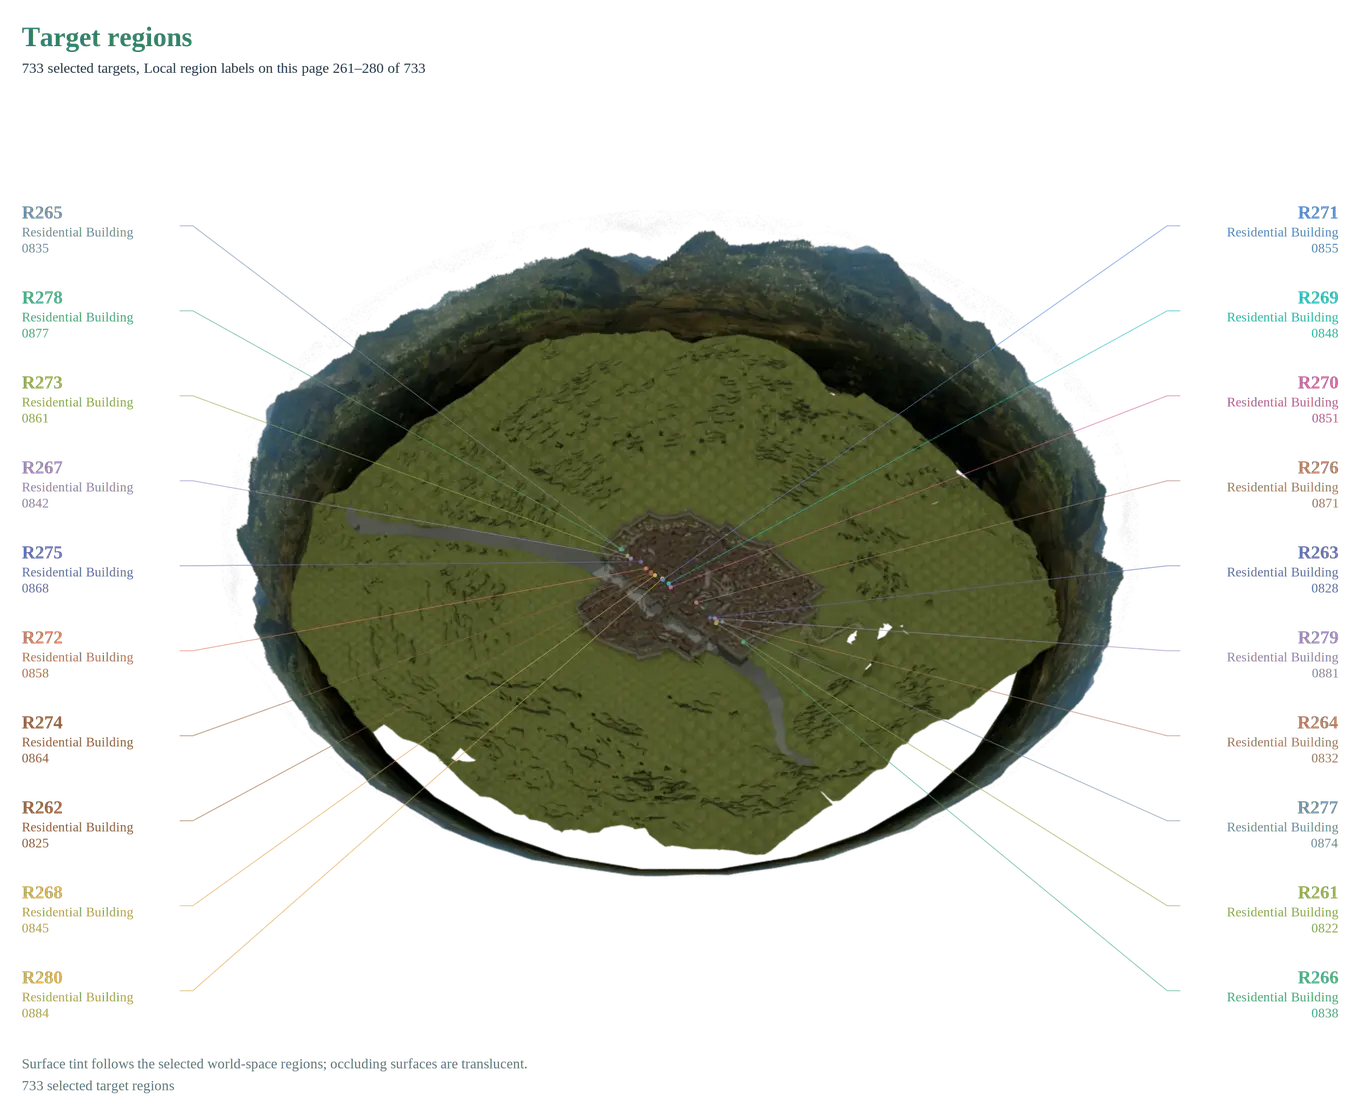 Target regions
733 selected targets, Local region labels on this page 261–280 of 733
R265
Residential Building
0835
R278
Residential Building
0877
R273
Residential Building
0861
R267
Residential Building
0842
R275
Residential Building
0868
R272
Residential Building
0858
R274
Residential Building
0864
R262
Residential Building
0825
R268
Residential Building
0845
R280
Residential Building
0884
R271
Residential Building
0855
R269
Residential Building
0848
R270
Residential Building
0851
R276
Residential Building
0871
R263
Residential Building
0828
R279
Residential Building
0881
R264
Residential Building
0832
R277
Residential Building
0874
R261
Residential Building
0822
R266
Residential Building
0838
Surface tint follows the selected world-space regions; occluding surfaces are translucent.
733 selected target regions